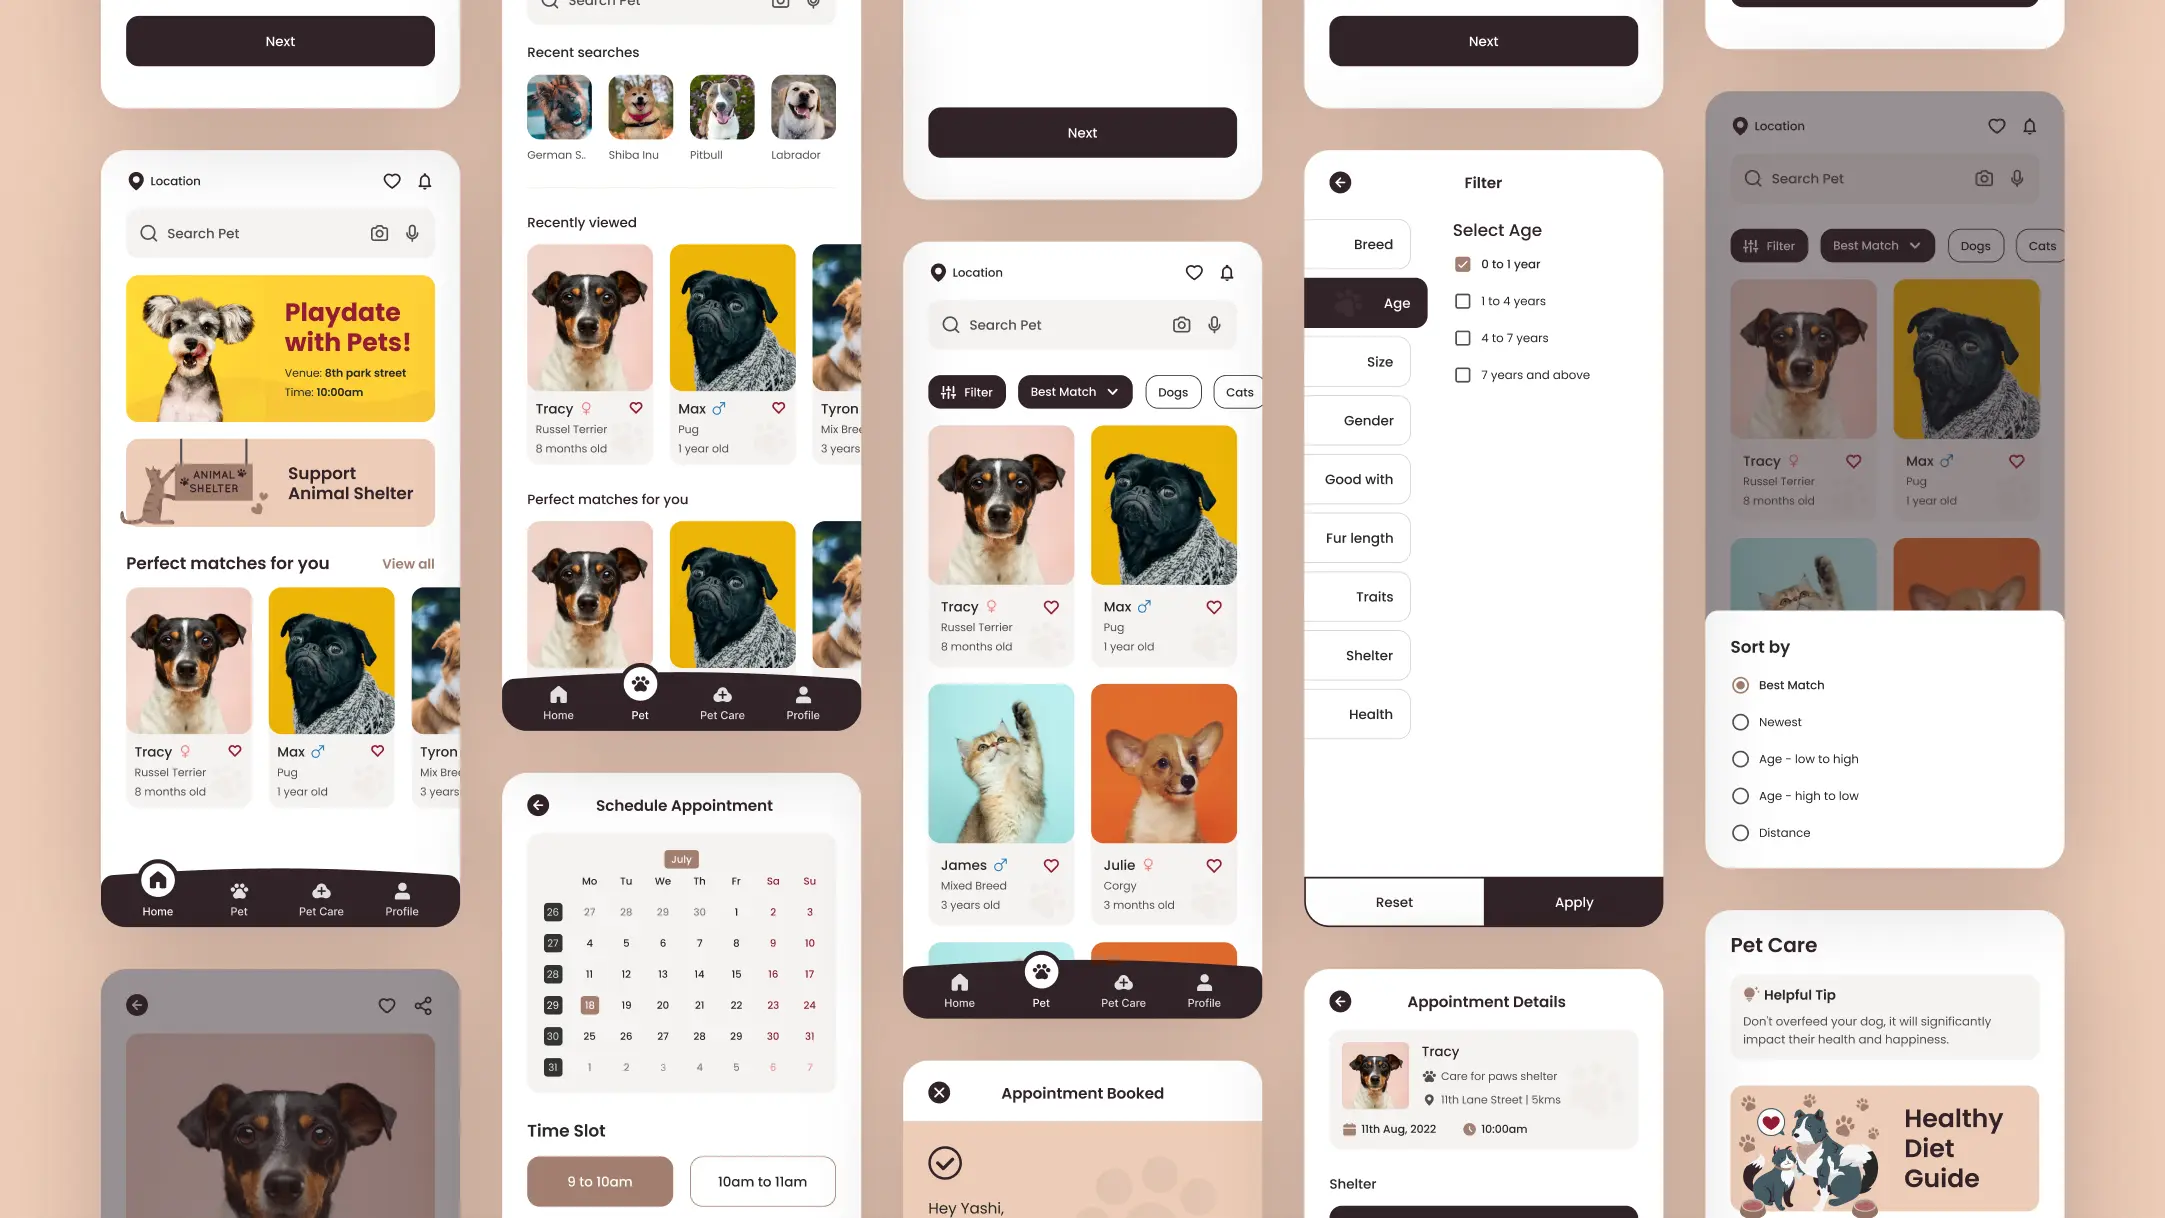 Next
Location
Search Pet
Playdate
with Pets!
Venue: 8th park street
Time: 10:00am
ANIMAL
SHELTER
Support
Animal Shelter
Perfect matches for you View all
Tracy
Russel Terrier
8 months old
Max
Pug
1 year old
Tyron
Mix Bree
3 years
Home Pet Pet Care Profile
Search Pet
Recent searches
German S.. Shiba Inu Pitbull Labrador
Recently viewed
Tracy
Russel Terrier
8 months old
Max
Pug
1 year old
Tyron
Mix Bree
3 years
Perfect matches for you
Home Pet Pet Care Profile
Schedule Appointment
July
Mo Tu We Th Fr Sa Su
26 27 28 29 30 1 2 3
27 4 5 6 7 8 9 10
28 11 12 13 14 15 16 17
29 18 19 20 21 22 23 24
30 25 26 27 28 29 30 31
31 1 2 3 4 5 6 7
Time Slot
9 to 10am 10am to 11am
Next
Location
Search Pet
Filter Best Match Dogs Cats
Tracy
Russel Terrier
8 months old
Max
Pug
1 year old
James
Mixed Breed
3 years old
Julie
Corgy
3 months old
Home Pet Pet Care Profile
Appointment Booked
Hey Yashi,
Next
Filter
Breed
Age
Size
Gender
Good with
Fur length
Traits
Shelter
Health
Select Age
0 to 1 year
1 to 4 years
4 to 7 years
7 years and above
Reset Apply
Appointment Details
Tracy
Care for paws shelter
11th Lane Street | 5kms
11th Aug, 2022 10:00am
Shelter
Location
Search Pet
Filter Best Match Dogs Cats
Tracy
Russel Terrier
8 months old
Max
Pug
1 year old
Sort by
Best Match
Newest
Age - low to high
Age - high to low
Distance
Pet Care
Helpful Tip
Don't overfeed your dog, it will significantly
impact their health and happiness.
Healthy
Diet
Guide